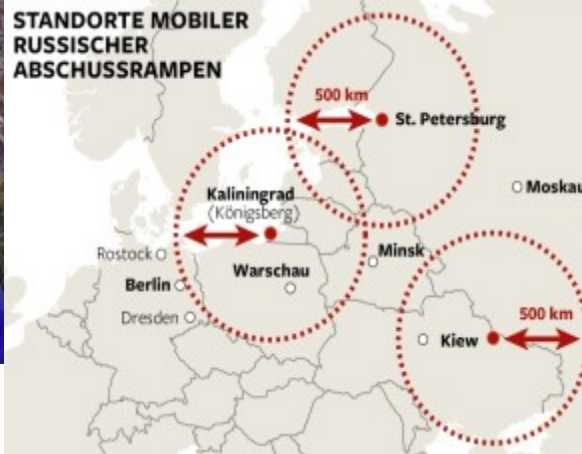 STANDORTE MOBILER
RUSSISCHER
ABSCHUSSRAMPEN
500 km
St. Petersburg
Kaliningrad
(Königsberg)
Moskau
Rostock
Minsk
Warschau
Berlin
Dresden
500 km
Kiew